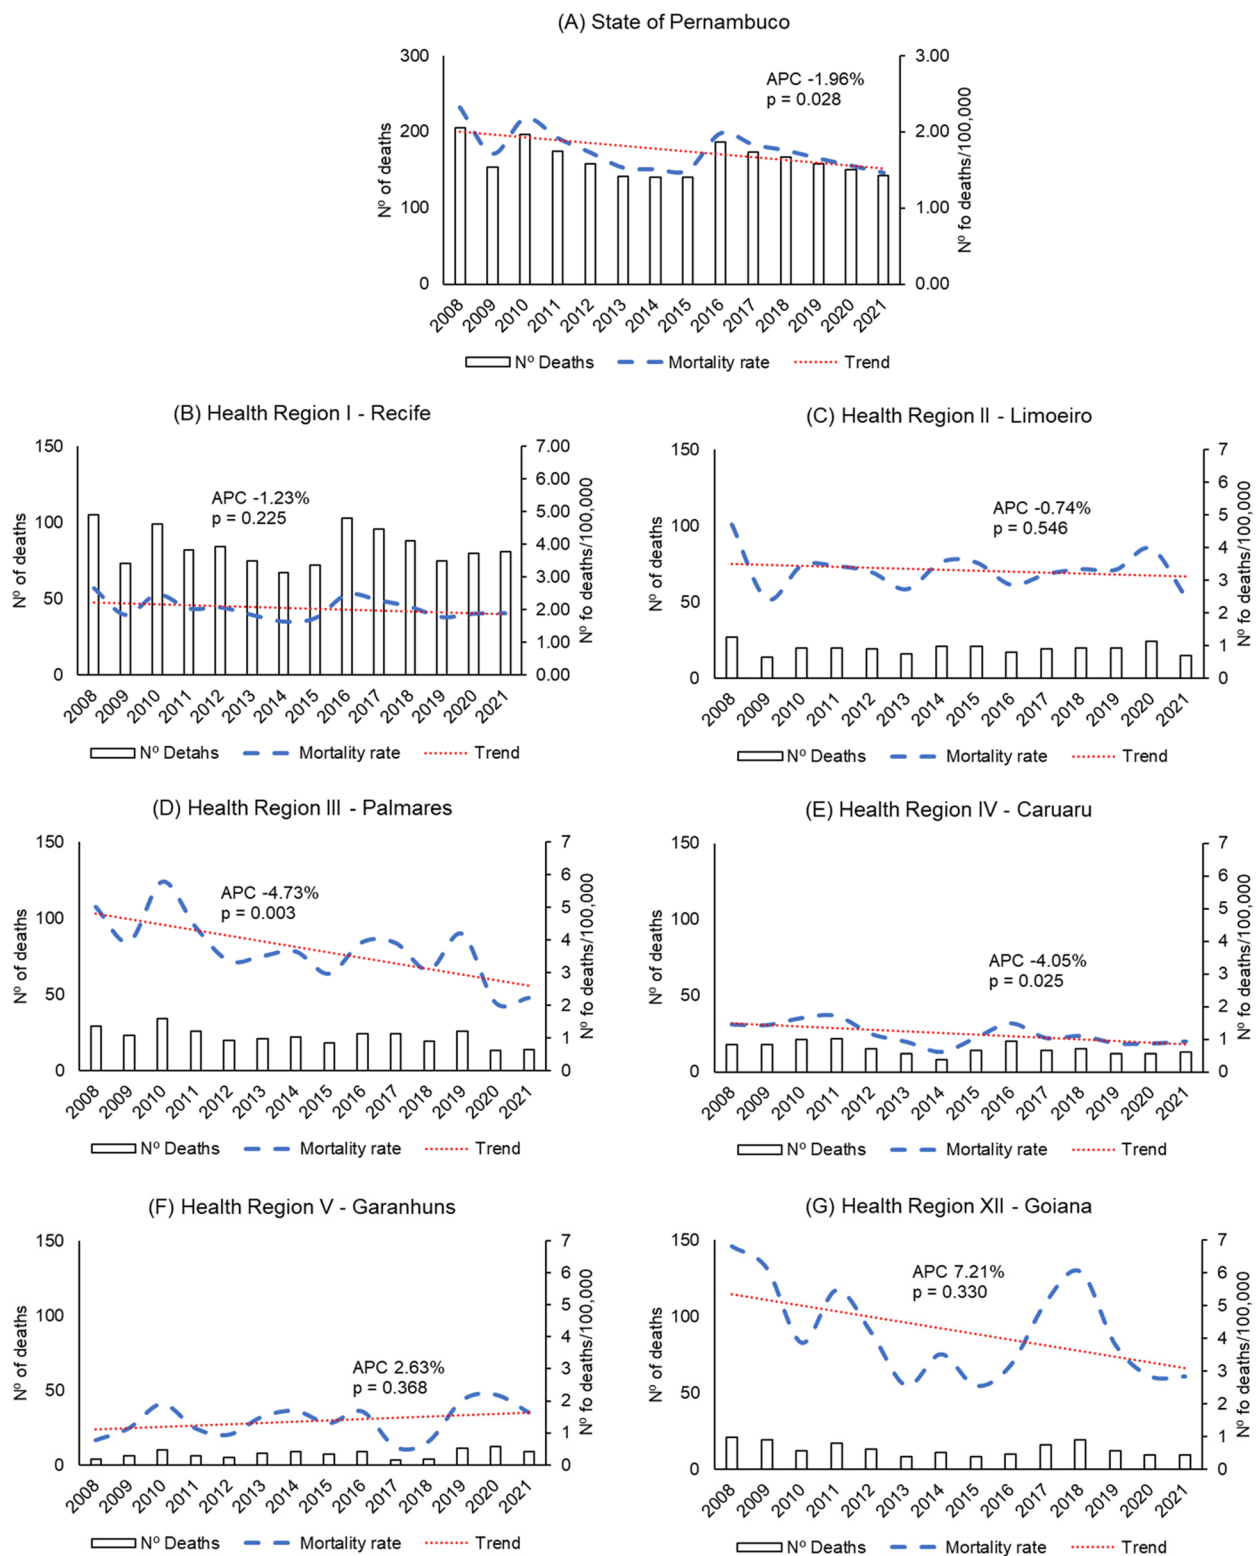 (A) State of Pernambuco
300
200
100
0
Nº of deaths
APC -1.96%
p = 0.028
3.00
2.00
1.00
0.00
Nº fo deaths/100,000
2008 2009 2010 2011 2012 2013 2014 2015 2016 2017 2018 2019 2020 2021
Nº Deaths Mortality rate Trend
(B) Health Region I - Recife
150
100
50
0
Nº of deaths
APC -1.23%
p = 0.225
7.00
6.00
5.00
4.00
3.00
2.00
1.00
0.00
Nº fo deaths/100,000
2008 2009 2010 2011 2012 2013 2014 2015 2016 2017 2018 2019 2020 2021
Nº Detahs Mortality rate Trend
(C) Health Region II - Limoeiro
150
100
50
0
Nº of deaths
APC -0.74%
p = 0.546
7
6
5
4
3
2
1
0
Nº fo deaths/100,000
2008 2009 2010 2011 2012 2013 2014 2015 2016 2017 2018 2019 2020 2021
Nº Deaths Mortality rate Trend
(D) Health Region III - Palmares
150
100
50
0
Nº of deaths
APC -4.73%
p = 0.003
7
6
5
4
3
2
1
0
Nº fo deaths/100,000
2008 2009 2010 2011 2012 2013 2014 2015 2016 2017 2018 2019 2020 2021
Nº Deaths Mortality rate Trend
(E) Health Region IV - Caruaru
150
100
50
0
Nº of deaths
APC -4.05%
p = 0.025
7
6
5
4
3
2
1
0
Nº fo deaths/100,000
2008 2009 2010 2011 2012 2013 2014 2015 2016 2017 2018 2019 2020 2021
Nº Deaths Mortality rate Trend
(F) Health Region V - Garanhuns
150
100
50
0
Nº of deaths
APC 2.63%
p = 0.368
7
6
5
4
3
2
1
0
Nº fo deaths/100,000
2008 2009 2010 2011 2012 2013 2014 2015 2016 2017 2018 2019 2020 2021
Nº Deaths Mortality rate Trend
(G) Health Region XII - Goiana
150
100
50
0
Nº of deaths
APC 7.21%
p = 0.330
7
6
5
4
3
2
1
0
Nº fo deaths/100,000
2008 2009 2010 2011 2012 2013 2014 2015 2016 2017 2018 2019 2020 2021
Nº Deaths Mortality rate Trend